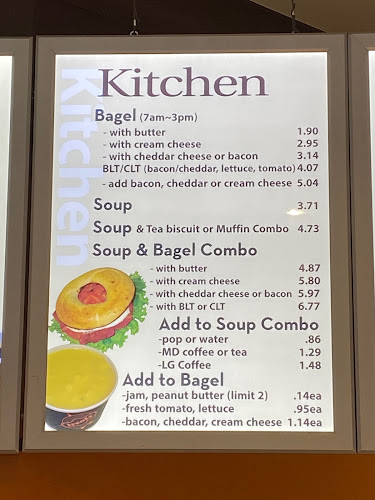 Kitchen
Kitchen
Bagel (7am~3pm)
- with butter 1.90
- with cream cheese 2.95
- with cheddar cheese or bacon 3.14
BLT/CLT (bacon/cheddar, lettuce, tomato) 4.07
- add bacon, cheddar or cream cheese 5.04
Soup 3.71
Soup & Tea biscuit or Muffin Combo 4.73
Soup & Bagel Combo
- with butter 4.87
- with cream cheese 5.80
- with cheddar cheese or bacon 5.97
- with BLT or CLT 6.77
Add to Soup Combo
-pop or water .86
-MD coffee or tea 1.29
-LG Coffee 1.48
Add to Bagel
-jam, peanut butter (limit 2) .14ea
-fresh tomato, lettuce .95ea
-bacon, cheddar, cream cheese 1.14ea